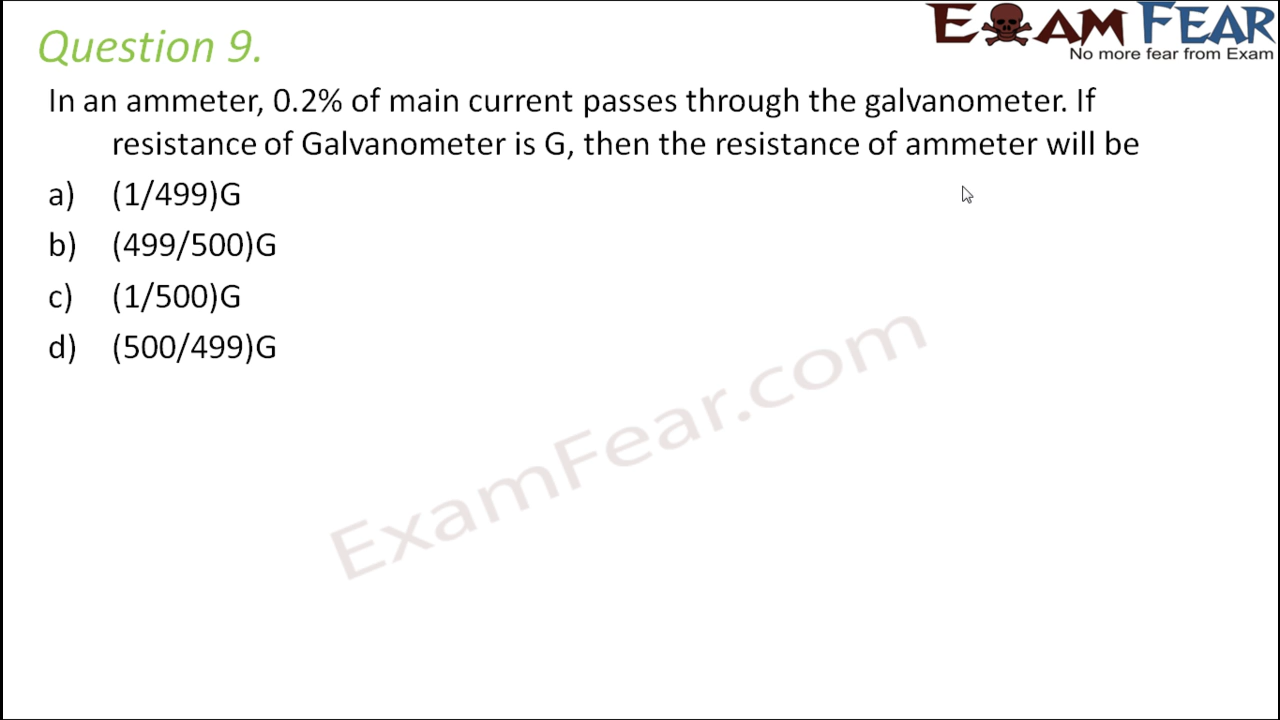 EXAM FEAR
No more fear from Exam
Question 9.
In an ammeter, 0.2% of main current passes through the galvanometer. If
resistance of Galvanometer is G, then the resistance of ammeter will be
a) (1/499)G
b) (499/500)G
c) (1/500)G
d) (500/499)G
ExamFear.com